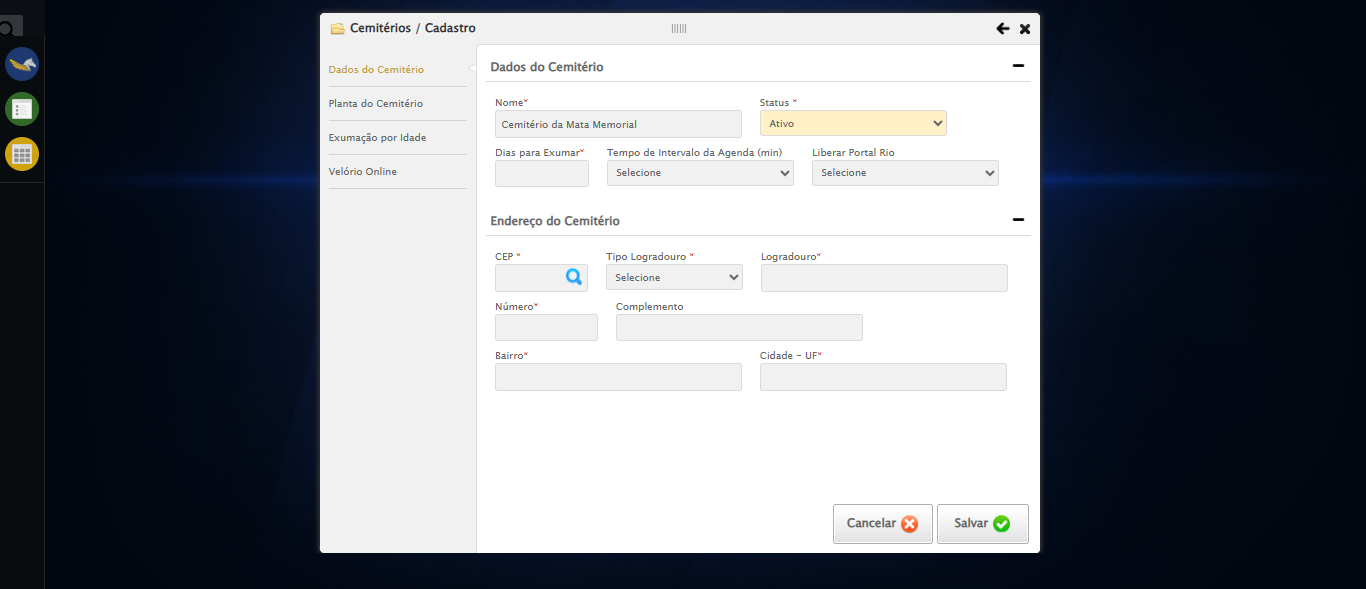 Cemitérios / Cadastro
Dados do Cemitério
Planta do Cemitério
Exumação por Idade
Velório Online
Dados do Cemitério
Nome* Status *
Cemitério da Mata Memorial Ativo
Dias para Exumar* Tempo de Intervalo da Agenda (min) Liberar Portal Rio
Selecione Selecione
Endereço do Cemitério
CEP * Tipo Logradouro * Logradouro*
Selecione
Número* Complemento
Bairro* Cidade - UF*
Cancelar Salvar